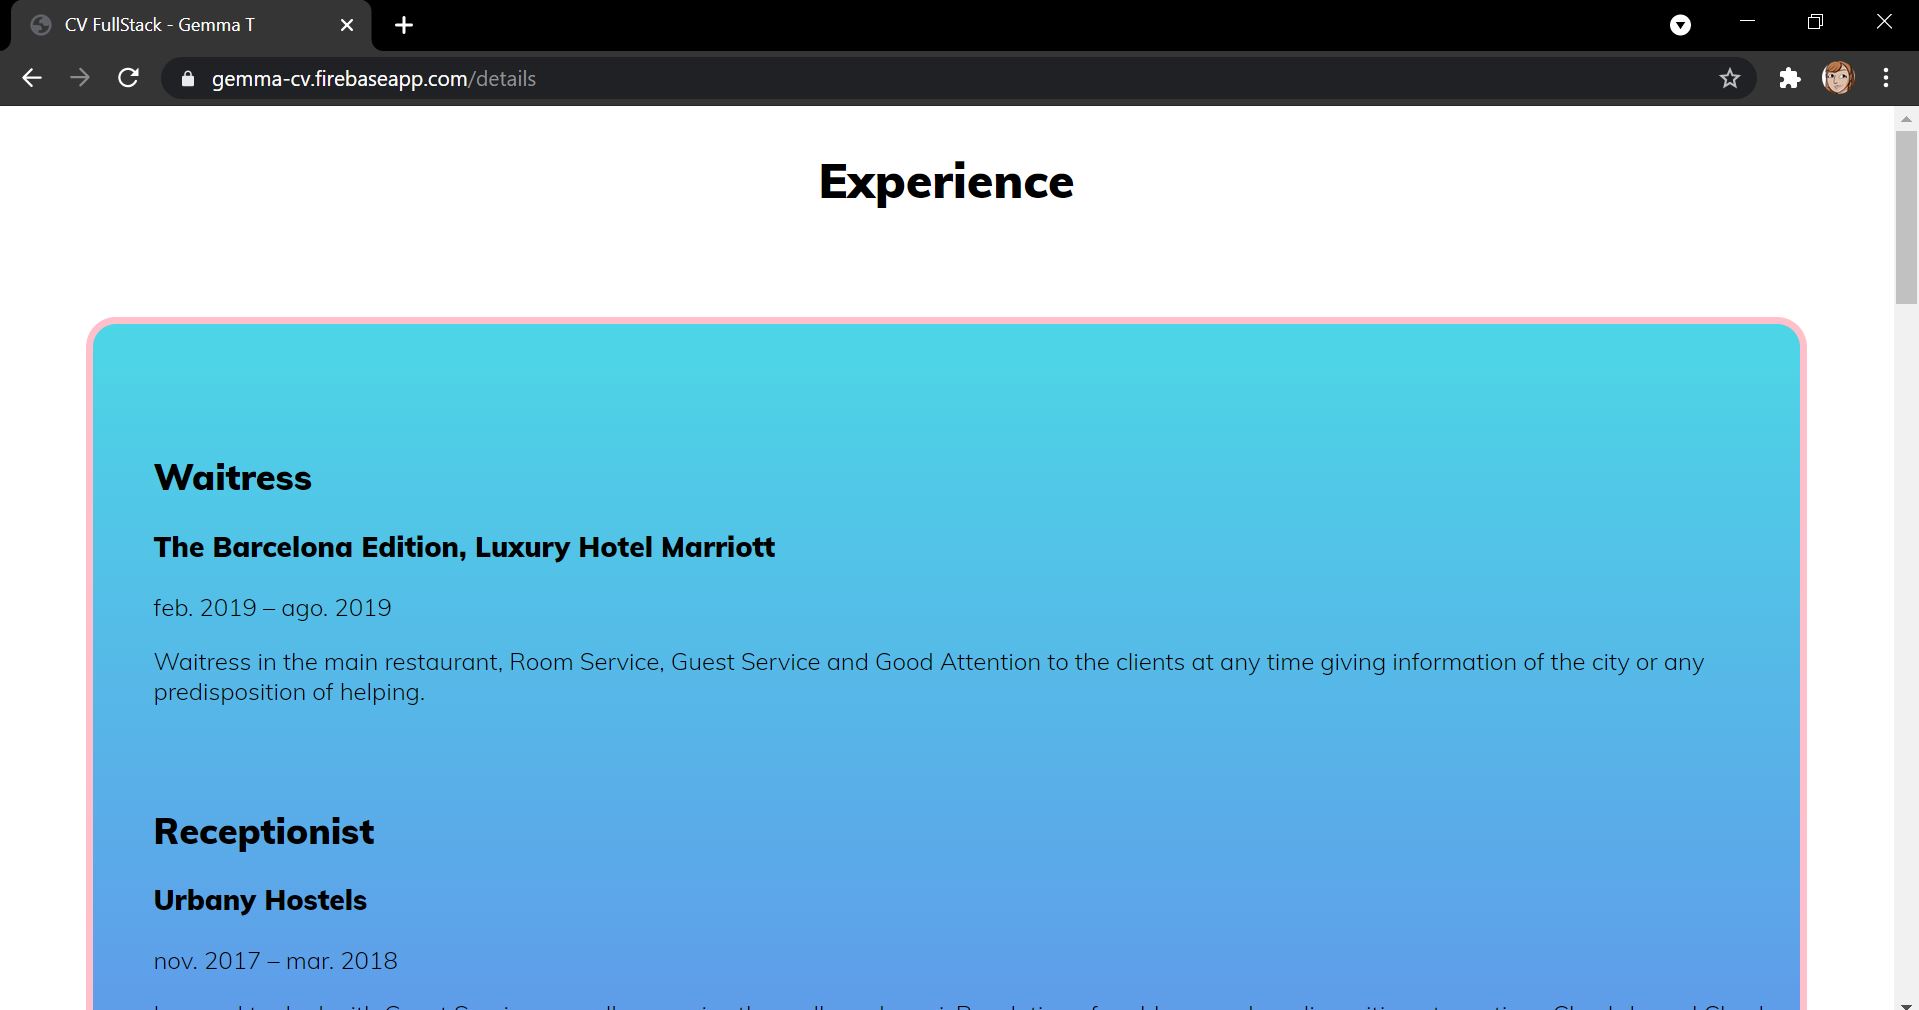 CV FullStack - Gemma T
gemma-cv.firebaseapp.com/details
Experience
Waitress
The Barcelona Edition, Luxury Hotel Marriott
feb. 2019 – ago. 2019
Waitress in the main restaurant, Room Service, Guest Service and Good Attention to the clients at any time giving information of the city or any
predisposition of helping.
Receptionist
Urbany Hostels
nov. 2017 – mar. 2018